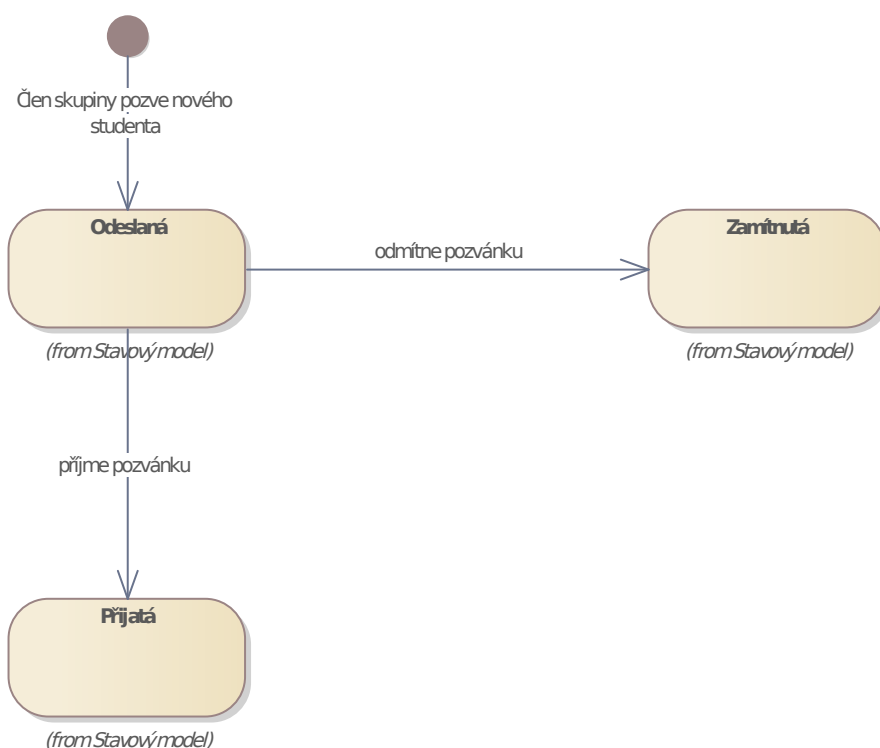 Člen skupiny pozve nového
studenta
Odeslaná
Zamítnutá
odmítne pozvánku
(from Stavový model)
(from Stavový model)
příjme pozvánku
Přijatá
(from Stavový model)